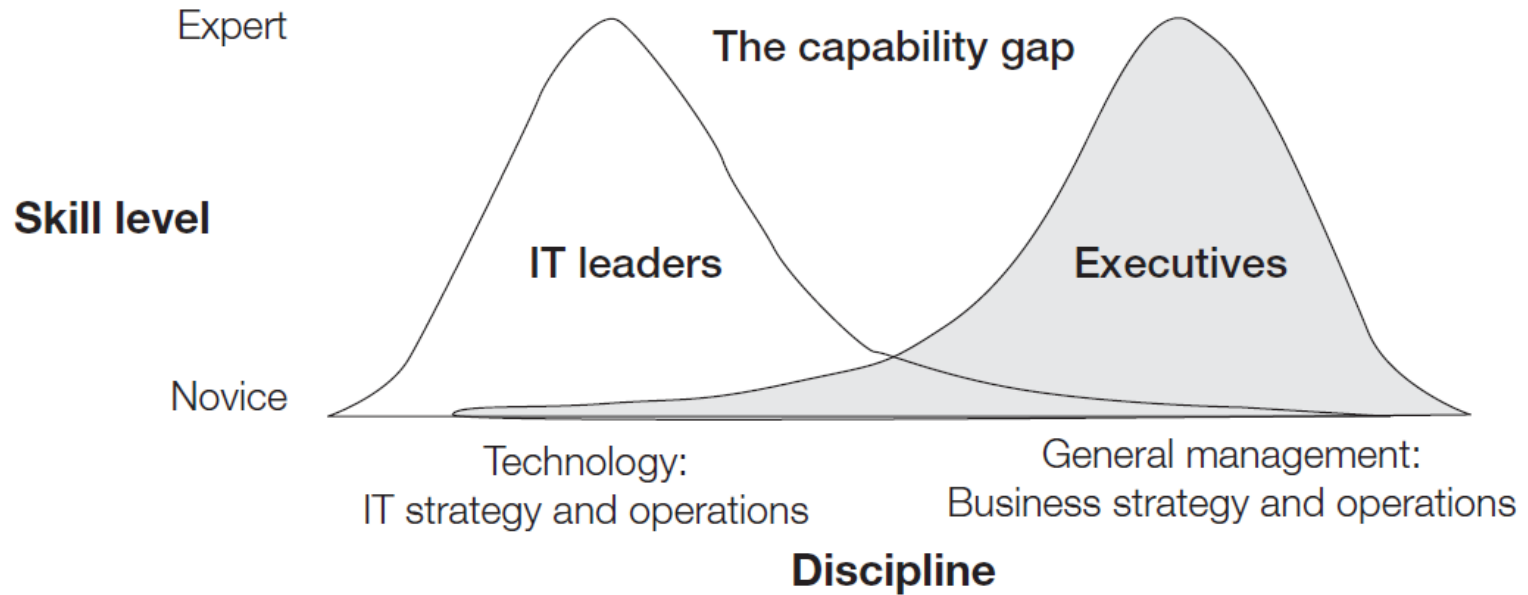 Expert
The capability gap
Skill level
IT leaders
Executives
Novice
Technology:
IT strategy and operations
General management:
Business strategy and operations
Discipline